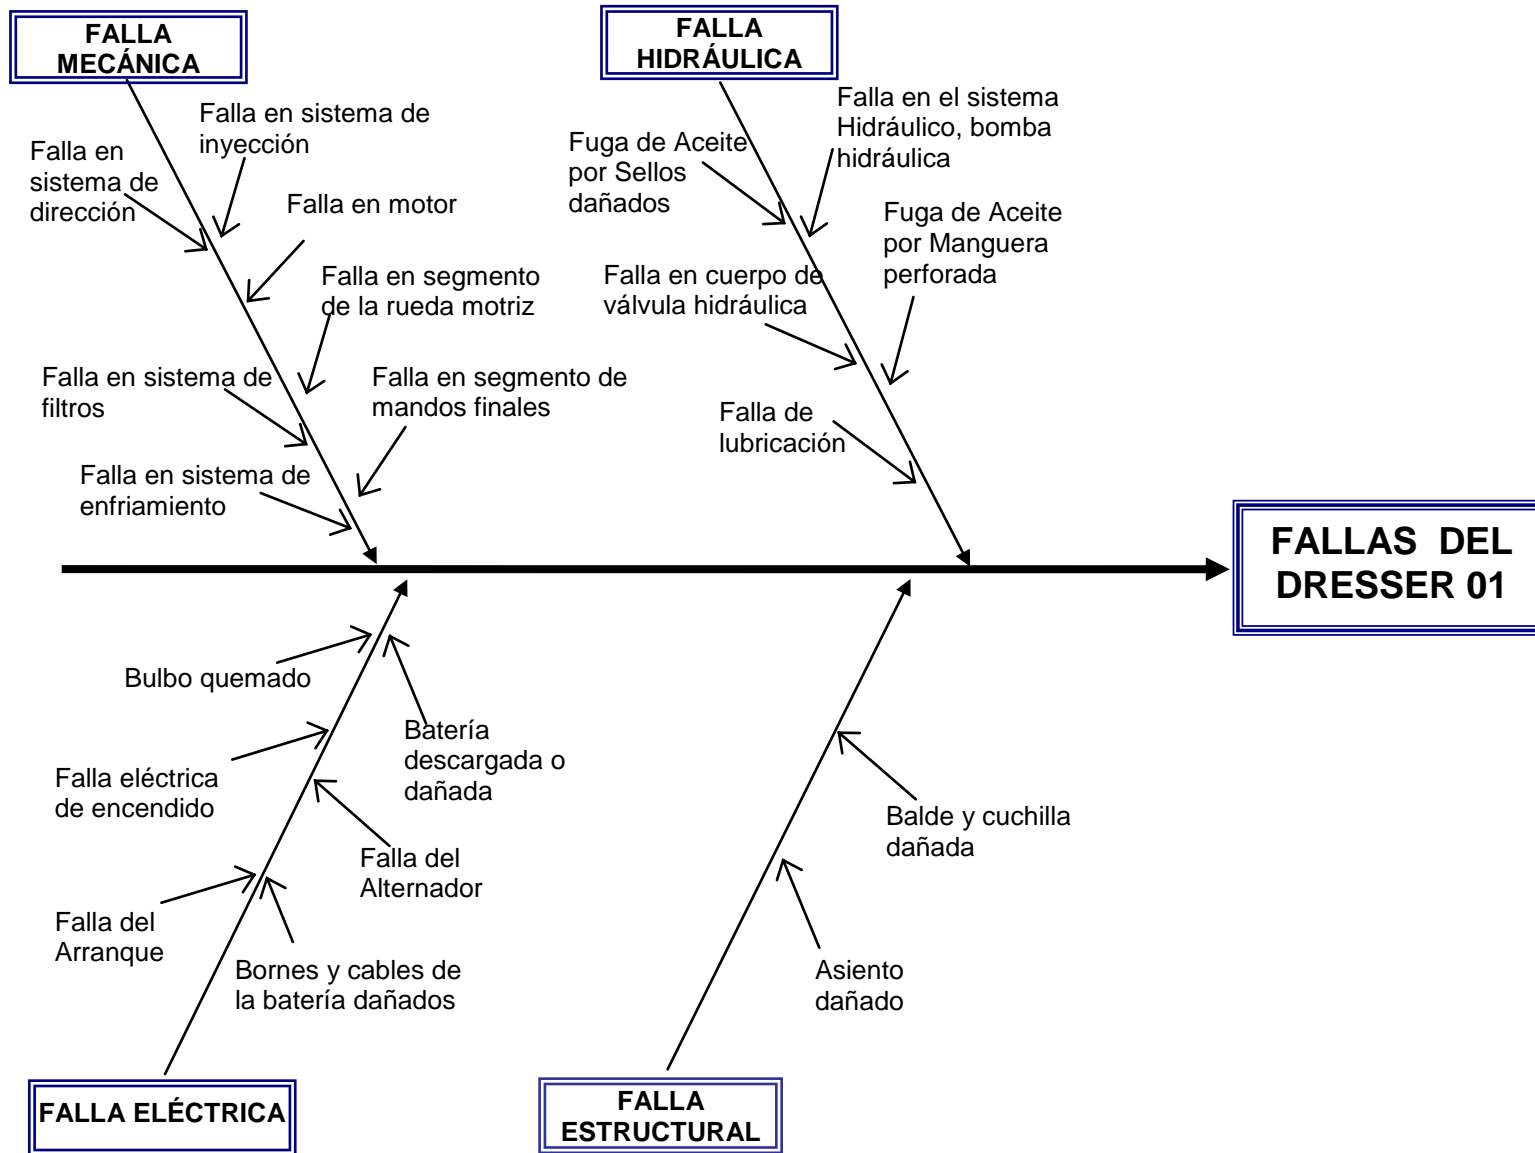 FALLA
MECÁNICA
FALLA
HIDRÁULICA
Falla en sistema de
inyección
Falla en
sistema de
dirección
Falla en motor
Falla en segmento
de la rueda motriz
Falla en sistema de
filtros
Falla en segmento de
mandos finales
Falla en sistema de
enfriamiento
Falla en el sistema
Hidráulico, bomba
hidráulica
Fuga de Aceite
por Sellos
dañados
Fuga de Aceite
por Manguera
perforada
Falla en cuerpo de
válvula hidráulica
Falla de
lubricación
FALLAS DEL
DRESSER 01
Bulbo quemado
Batería
descargada o
dañada
Falla eléctrica
de encendido
Falla del
Alternador
Falla del
Arranque
Bornes y cables de
la batería dañados
Balde y cuchilla
dañada
Asiento
dañado
FALLA ELÉCTRICA
FALLA
ESTRUCTURAL